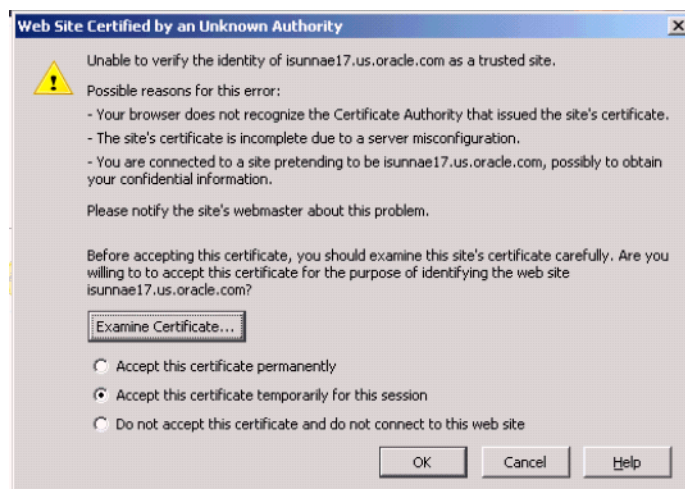 Web Site Certified by an Unknown Authority
Unable to verify the identity of isunnae17.us.oracle.com as a trusted site.
Possible reasons for this error:
- Your browser does not recognize the Certificate Authority that issued the site's certificate.
- The site's certificate is incomplete due to a server misconfiguration.
- You are connected to a site pretending to be isunnae17.us.oracle.com, possibly to obtain
your confidential information.
Please notify the site's webmaster about this problem.
Before accepting this certificate, you should examine this site's certificate carefully. Are you
willing to to accept this certificate for the purpose of identifying the web site
isunnae17.us.oracle.com?
Examine Certificate...
Accept this certificate permanently
Accept this certificate temporarily for this session
Do not accept this certificate and do not connect to this web site
OK Cancel Help